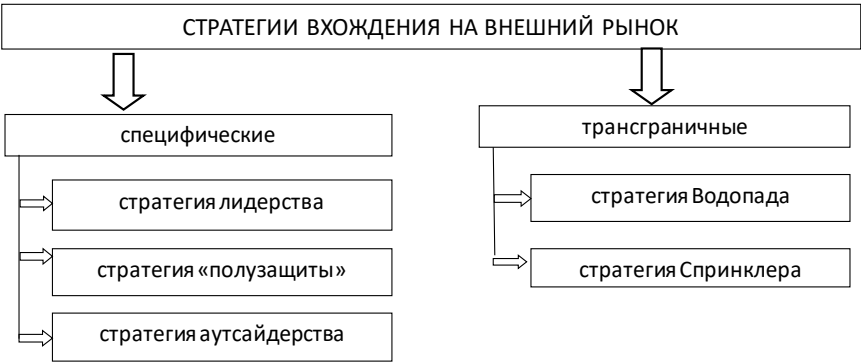 СТРАТЕГИИ ВХОЖДЕНИЯ НА ВНЕШНИЙ РЫНОК
специфические
стратегия лидерства
стратегия «полузащиты»
стратегия аутсайдерства
трансграничные
стратегия Водопада
стратегия Спринклера